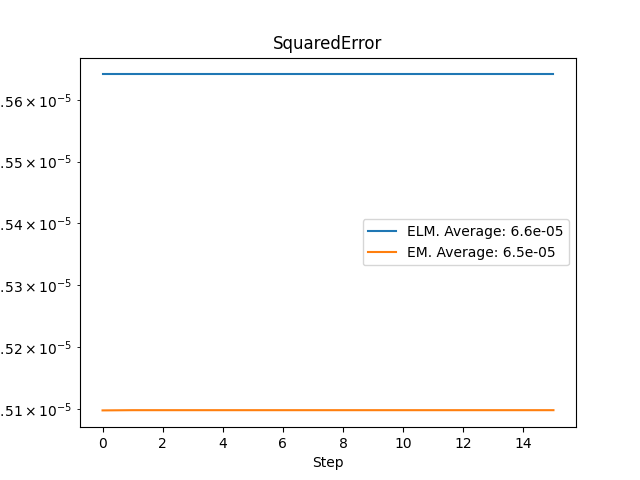 SquaredError
.56 × 10⁻⁵
.55 × 10⁻⁵
.54 × 10⁻⁵
.53 × 10⁻⁵
.52 × 10⁻⁵
.51 × 10⁻⁵
ELM. Average: 6.6e-05
EM. Average: 6.5e-05
0 2 4 6 8 10 12 14
Step